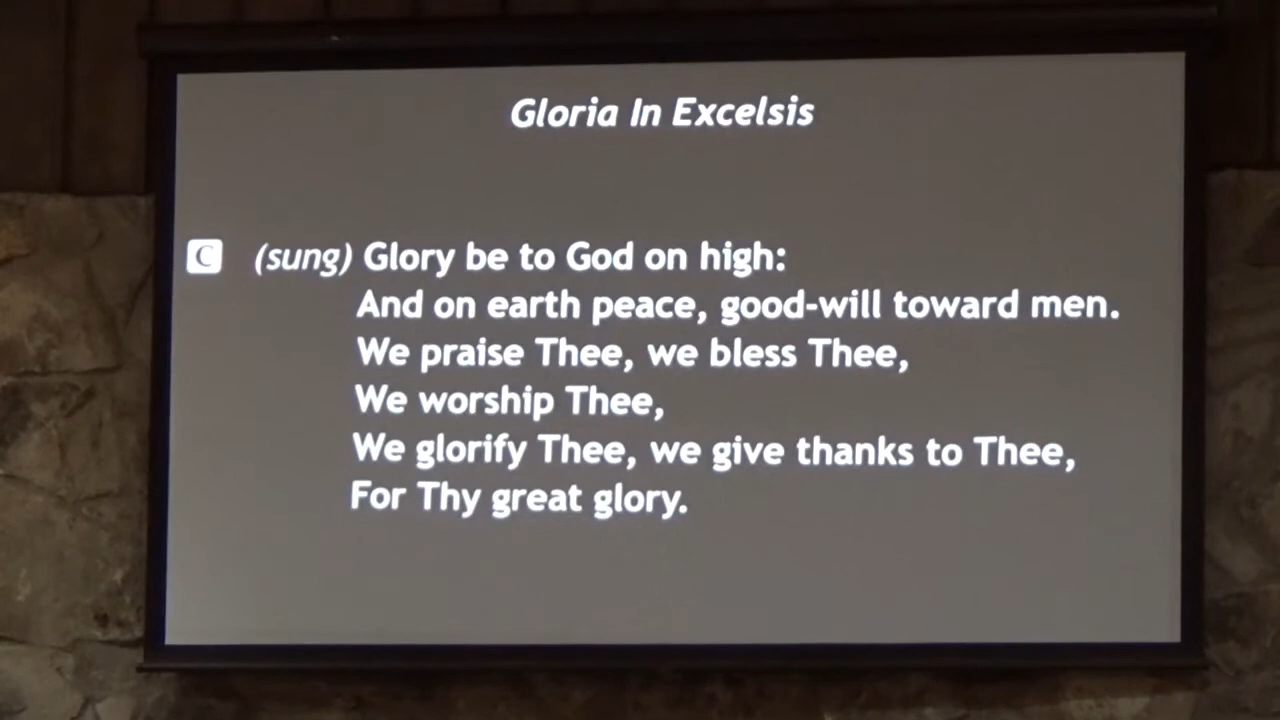 Gloria In Excelsis
C (sung) Glory be to God on high:
And on earth peace, good-will toward men.
We praise Thee, we bless Thee,
We worship Thee,
We glorify Thee, we give thanks to Thee,
For Thy great glory.